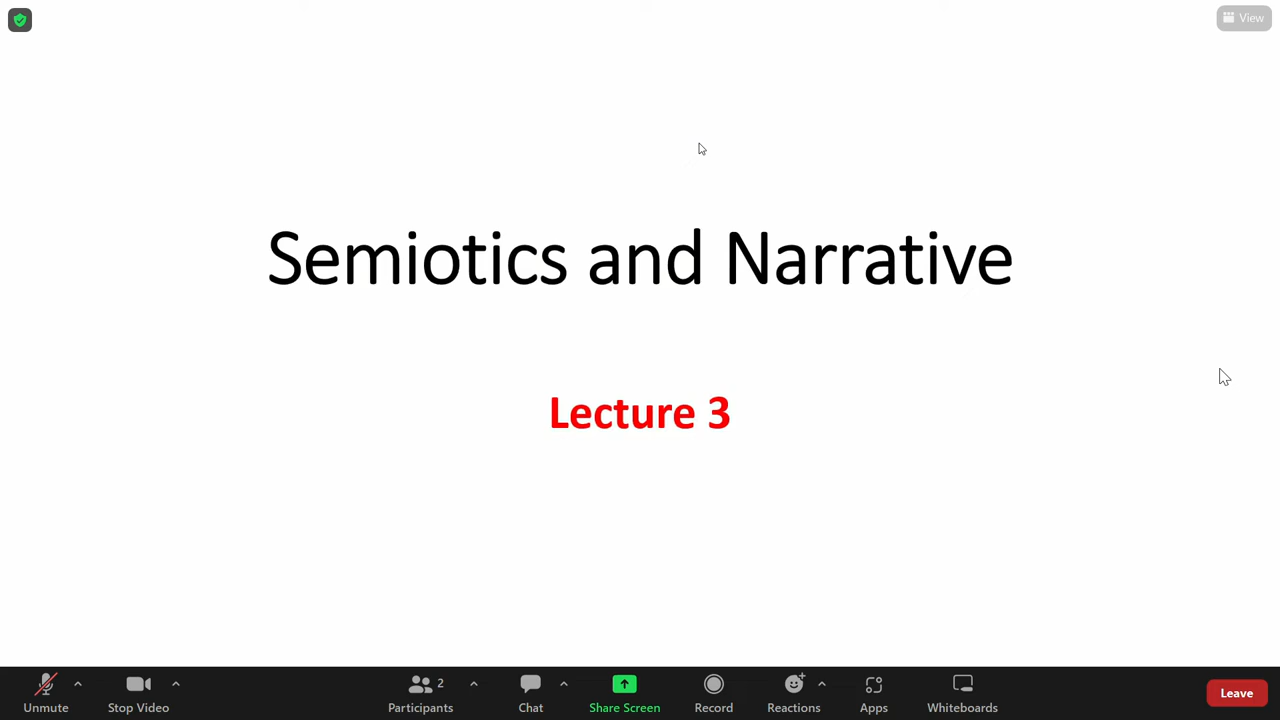 View
Semiotics and Narrative
Lecture 3
Unmute
Stop Video
2
Participants
Chat
Share Screen
Record
Reactions
Apps
Whiteboards
Leave